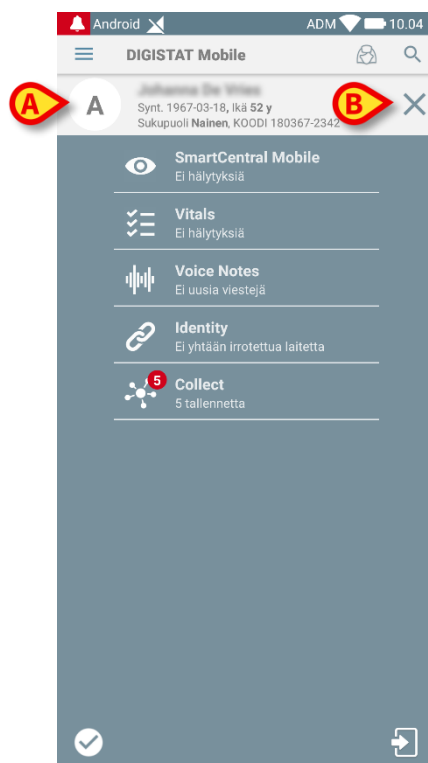 Android ADM 10.04
DIGISTAT Mobile
A
A
Synt. 1967-03-18, Ikä 52 y
B
Sukupuoli Nainen, KOODI 180367-2342
SmartCentral Mobile
Ei hälytyksiä
Vitals
Ei hälytyksiä
Voice Notes
Ei uusia viestejä
Identity
Ei yhtään irrotettua laitetta
5
Collect
5 tallennetta